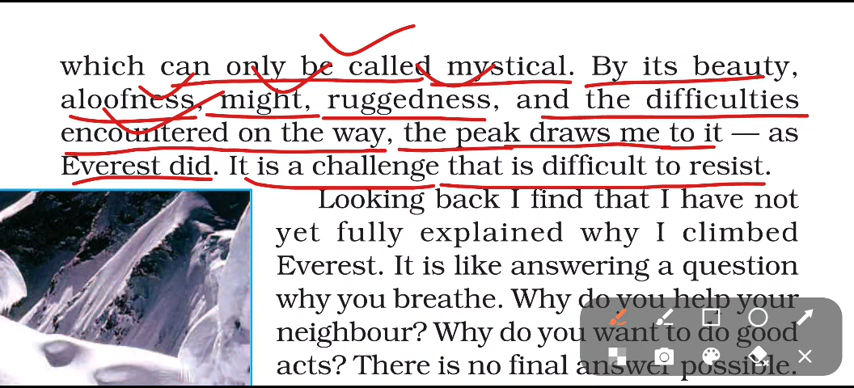 which can only be called mystical. By its beauty,
aloofness, might, ruggedness, and the difficulties
encountered on the way, the peak draws me to it — as
Everest did. It is a challenge that is difficult to resist.
Looking back I find that I have not
yet fully explained why I climbed
Everest. It is like answering a question
why you breathe. Why do you help your
neighbour? Why do you want to do good
acts? There is no final answer possible.